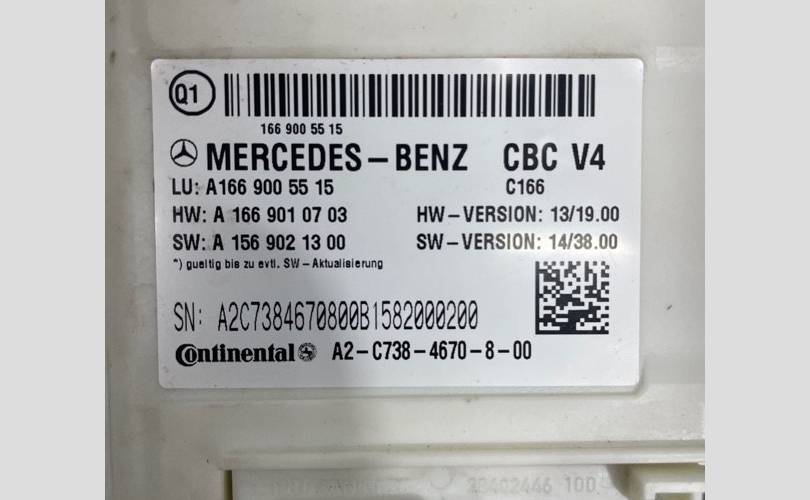 Q1
166 900 55 15
MERCEDES-BENZ CBC V4
LU: A166 900 55 15 C166
HW: A 166 901 07 03 HW-VERSION: 13/19.00
SW: A 156 902 13 00 SW-VERSION: 14/38.00
*) gueltig bis zu evtl. SW-Aktualisierung
SN: A2C7384670800B1582000200
Continental A2-C738-4670-8-00
28402446 100